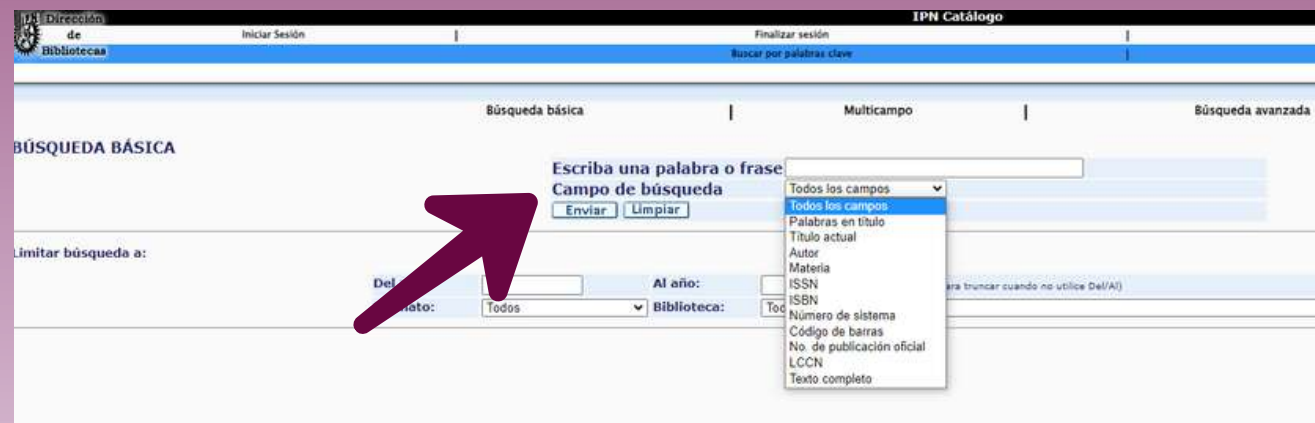 IPN Catálogo
Dirección
de
Bibliotecas
Iniciar Sesión | Finalizar sesión |
Buscar por palabras clave |
Búsqueda básica | Multicampo | Búsqueda avanzada
BÚSQUEDA BÁSICA
Escriba una palabra o frase
Campo de búsqueda Todos los campos
Enviar Limpiar
Todos los campos
Palabras en título
Título actual
Autor
Materia
ISSN
ISBN
Número de sistema
Código de barras
No. de publicación oficial
LCCN
Texto completo
Limitar búsqueda a:
Del Al año: truncar cuando no utilice Del/Al)
Todos Biblioteca: